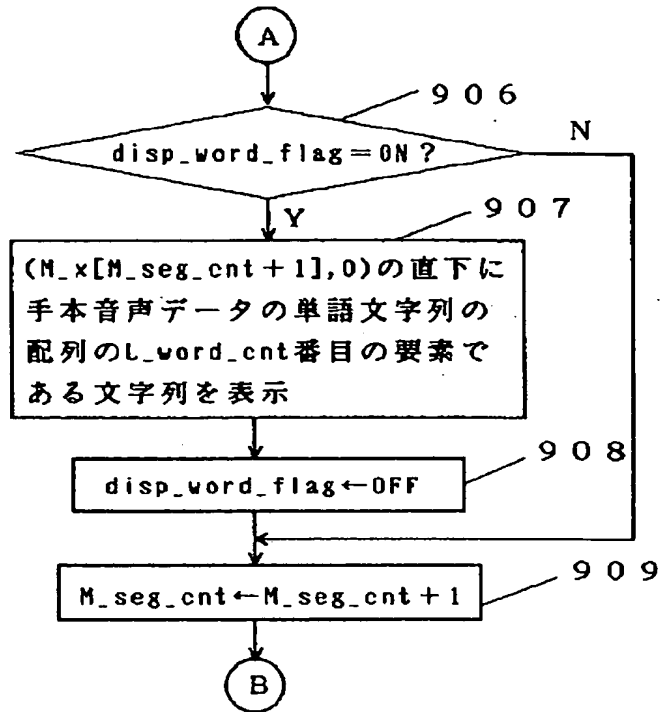 A
906
disp_word_flag=ON?
N
Y
907
(M_x[M_seg_cnt+1],0)の直下に
手本音声データの単語文字列の
配列のL_word_cnt番目の要素で
ある文字列を表示
908
disp_word_flag←OFF
909
M_seg_cnt←M_seg_cnt+1
B